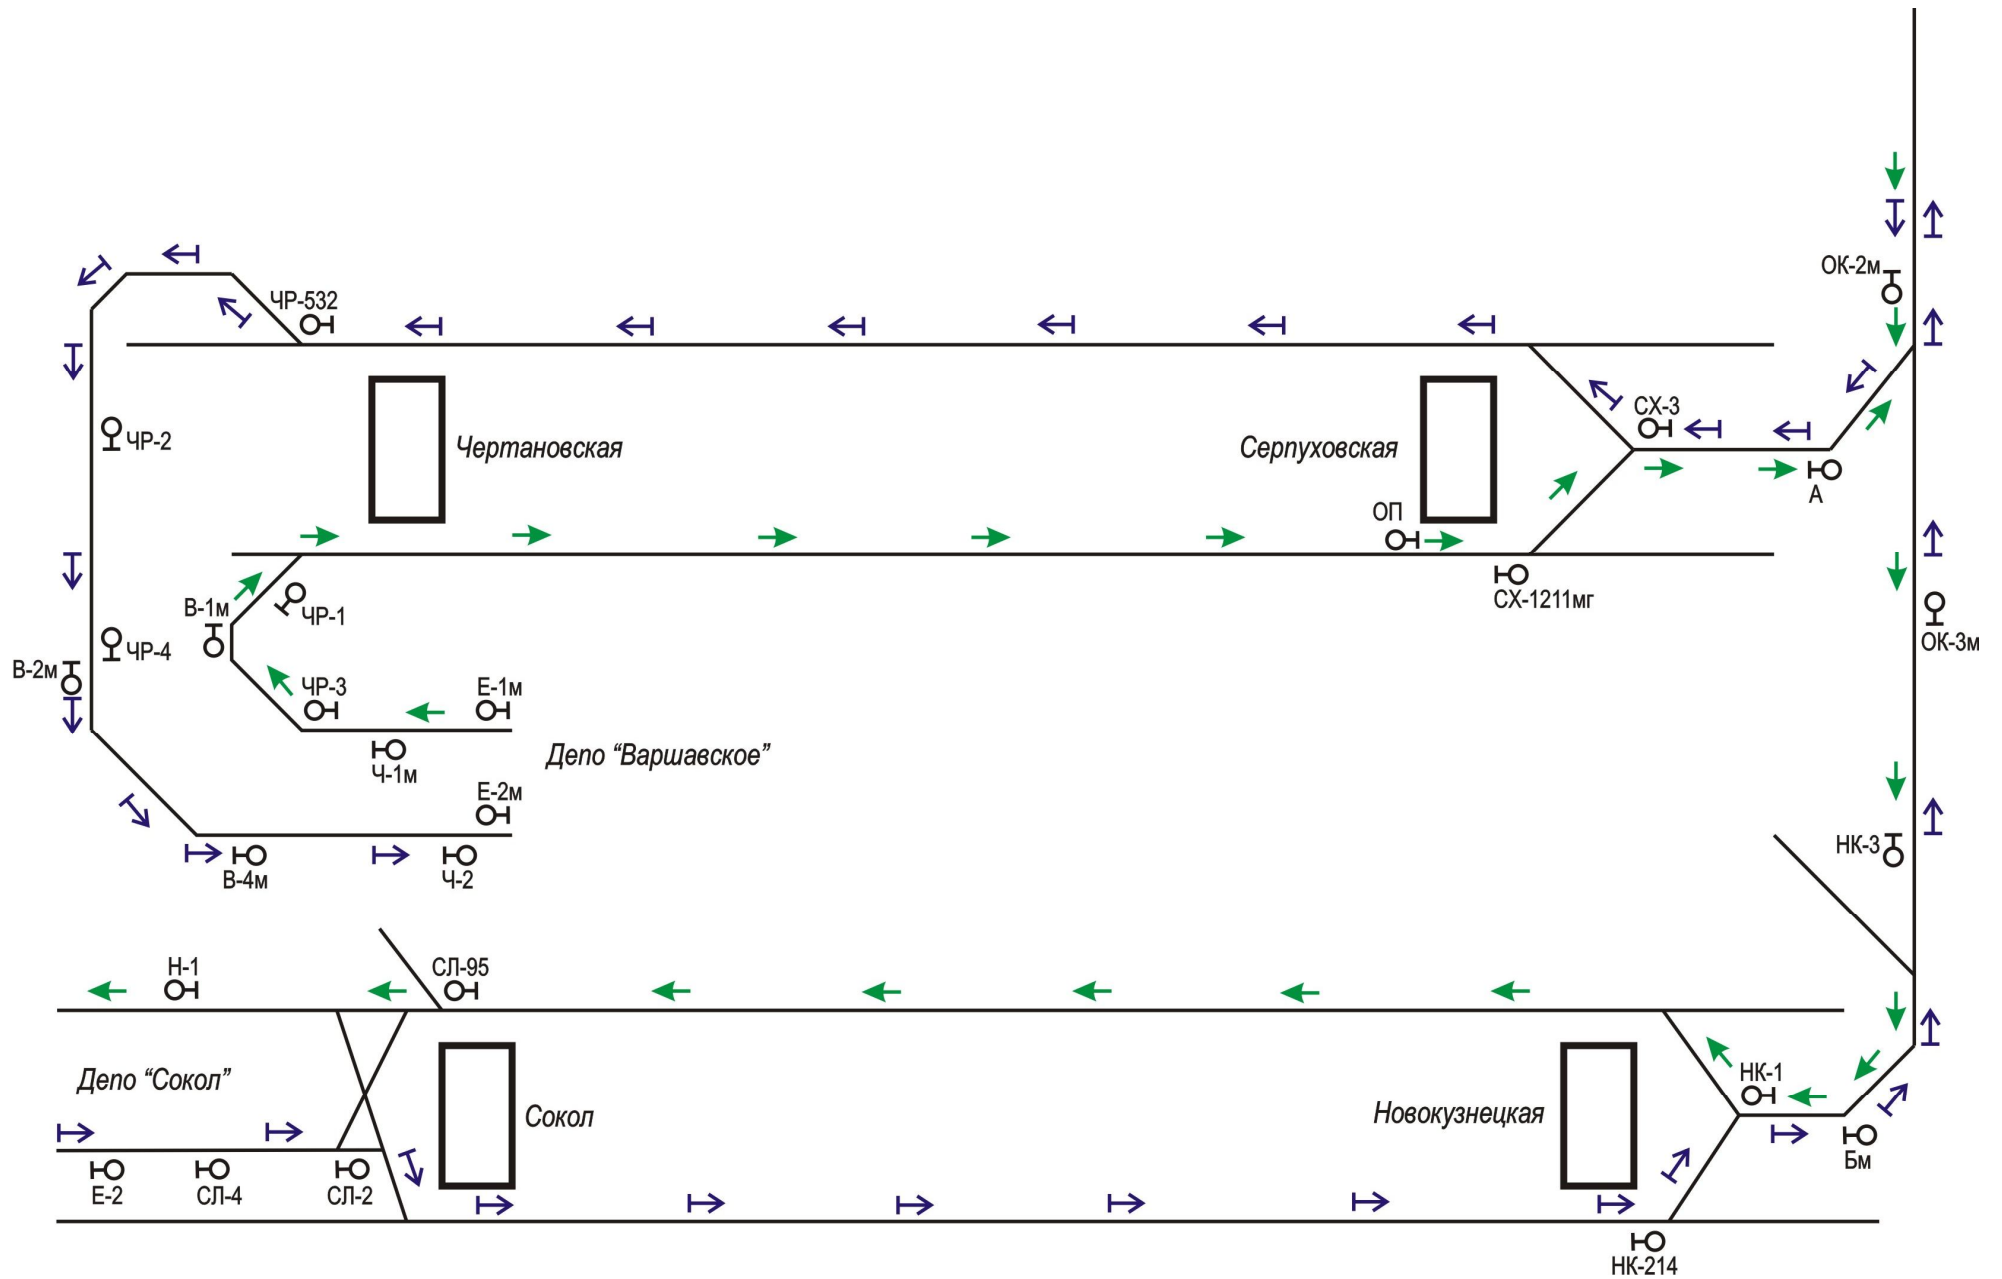 ОК-2м
ЧР-532
СХ-3
ЧР-2
Чертановская
Серпуховская
А
ОП
В-1м
ЧР-1
СХ-1211мг
ЧР-4
ОК-3м
В-2м
ЧР-3
Е-1м
Депо “Варшавское”
Ч-1м
Е-2м
НК-3
В-4м
Ч-2
Н-1
СЛ-95
Депо “Сокол”
НК-1
Сокол
Новокузнецкая
Бм
Е-2
СЛ-4
СЛ-2
НК-214